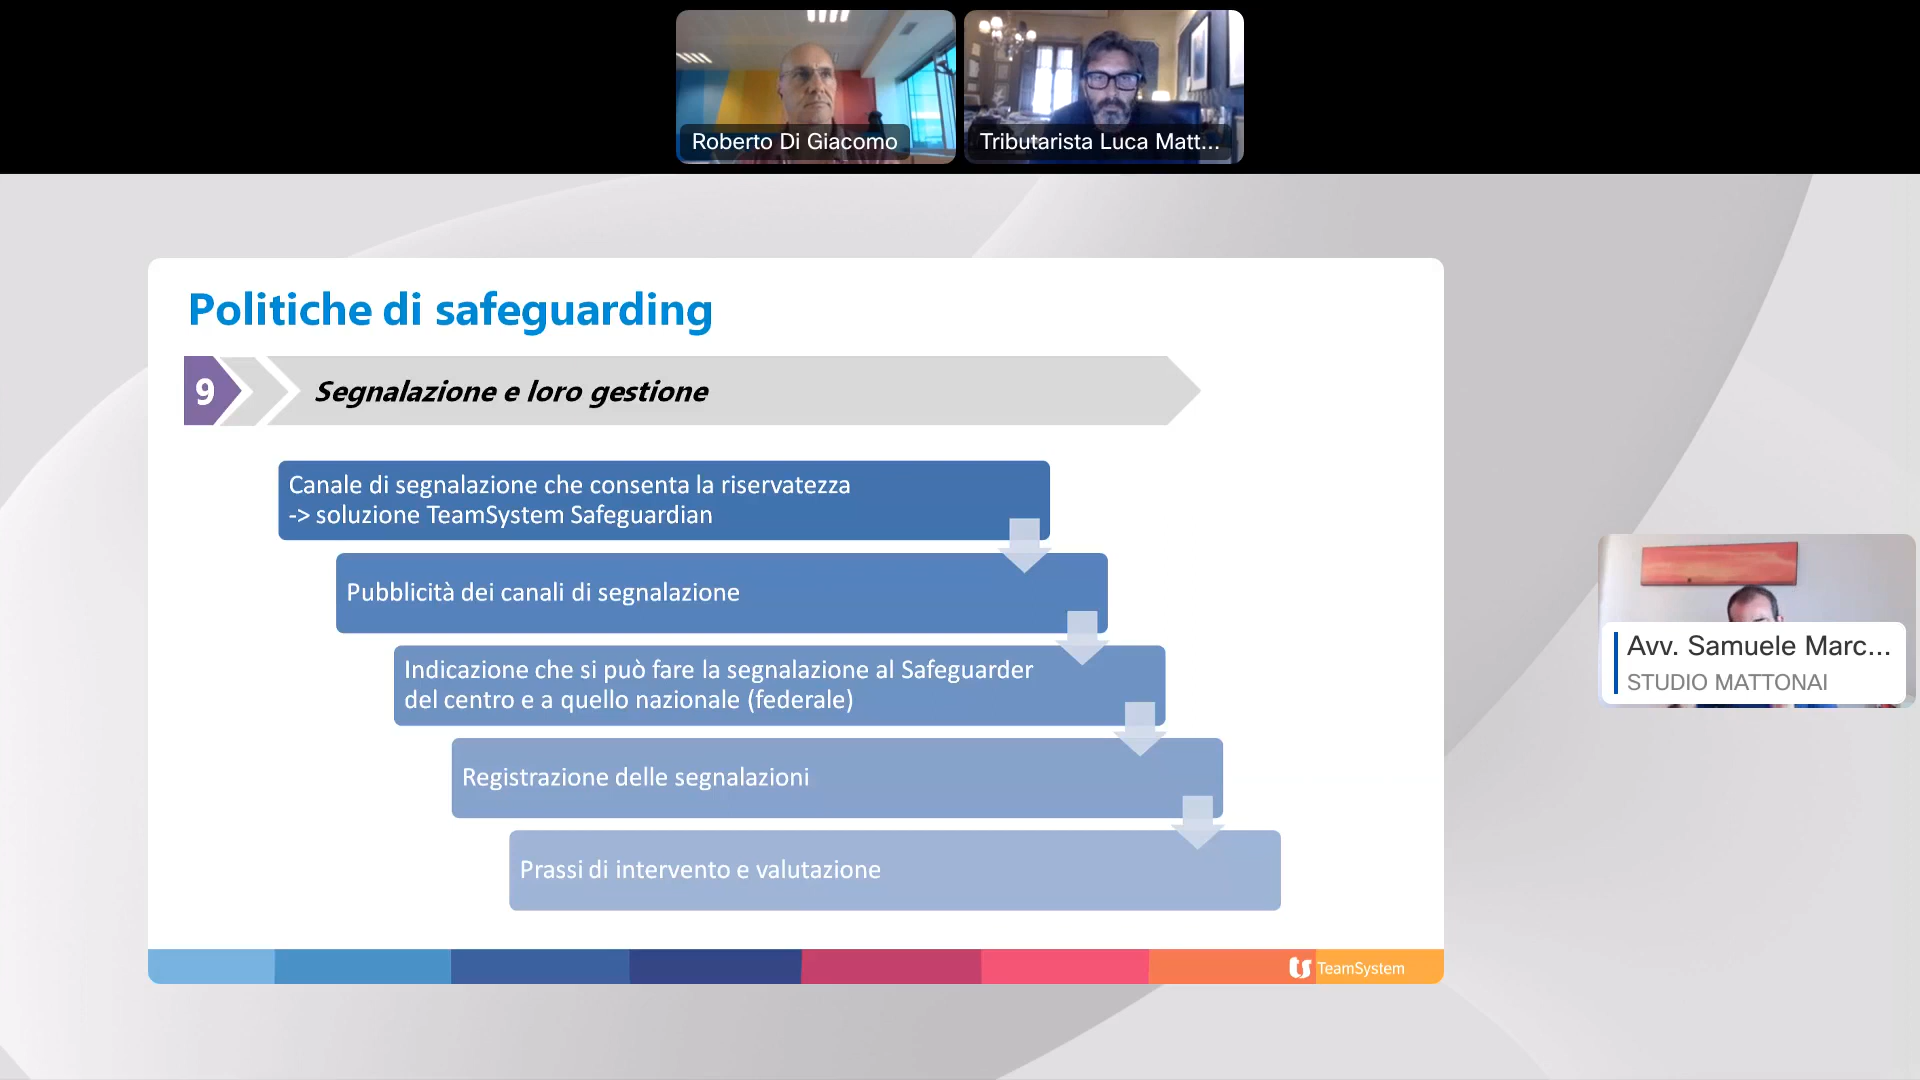 Roberto Di Giacomo
Tributarista Luca Matt...
Politiche di safeguarding
9
Segnalazione e loro gestione
Canale di segnalazione che consenta la riservatezza
-> soluzione TeamSystem Safeguardian
Pubblicità dei canali di segnalazione
Indicazione che si può fare la segnalazione al Safeguarder
del centro e a quello nazionale (federale)
Registrazione delle segnalazioni
Prassi di intervento e valutazione
Avv. Samuele Marc...
STUDIO MATTONAI
ts TeamSystem